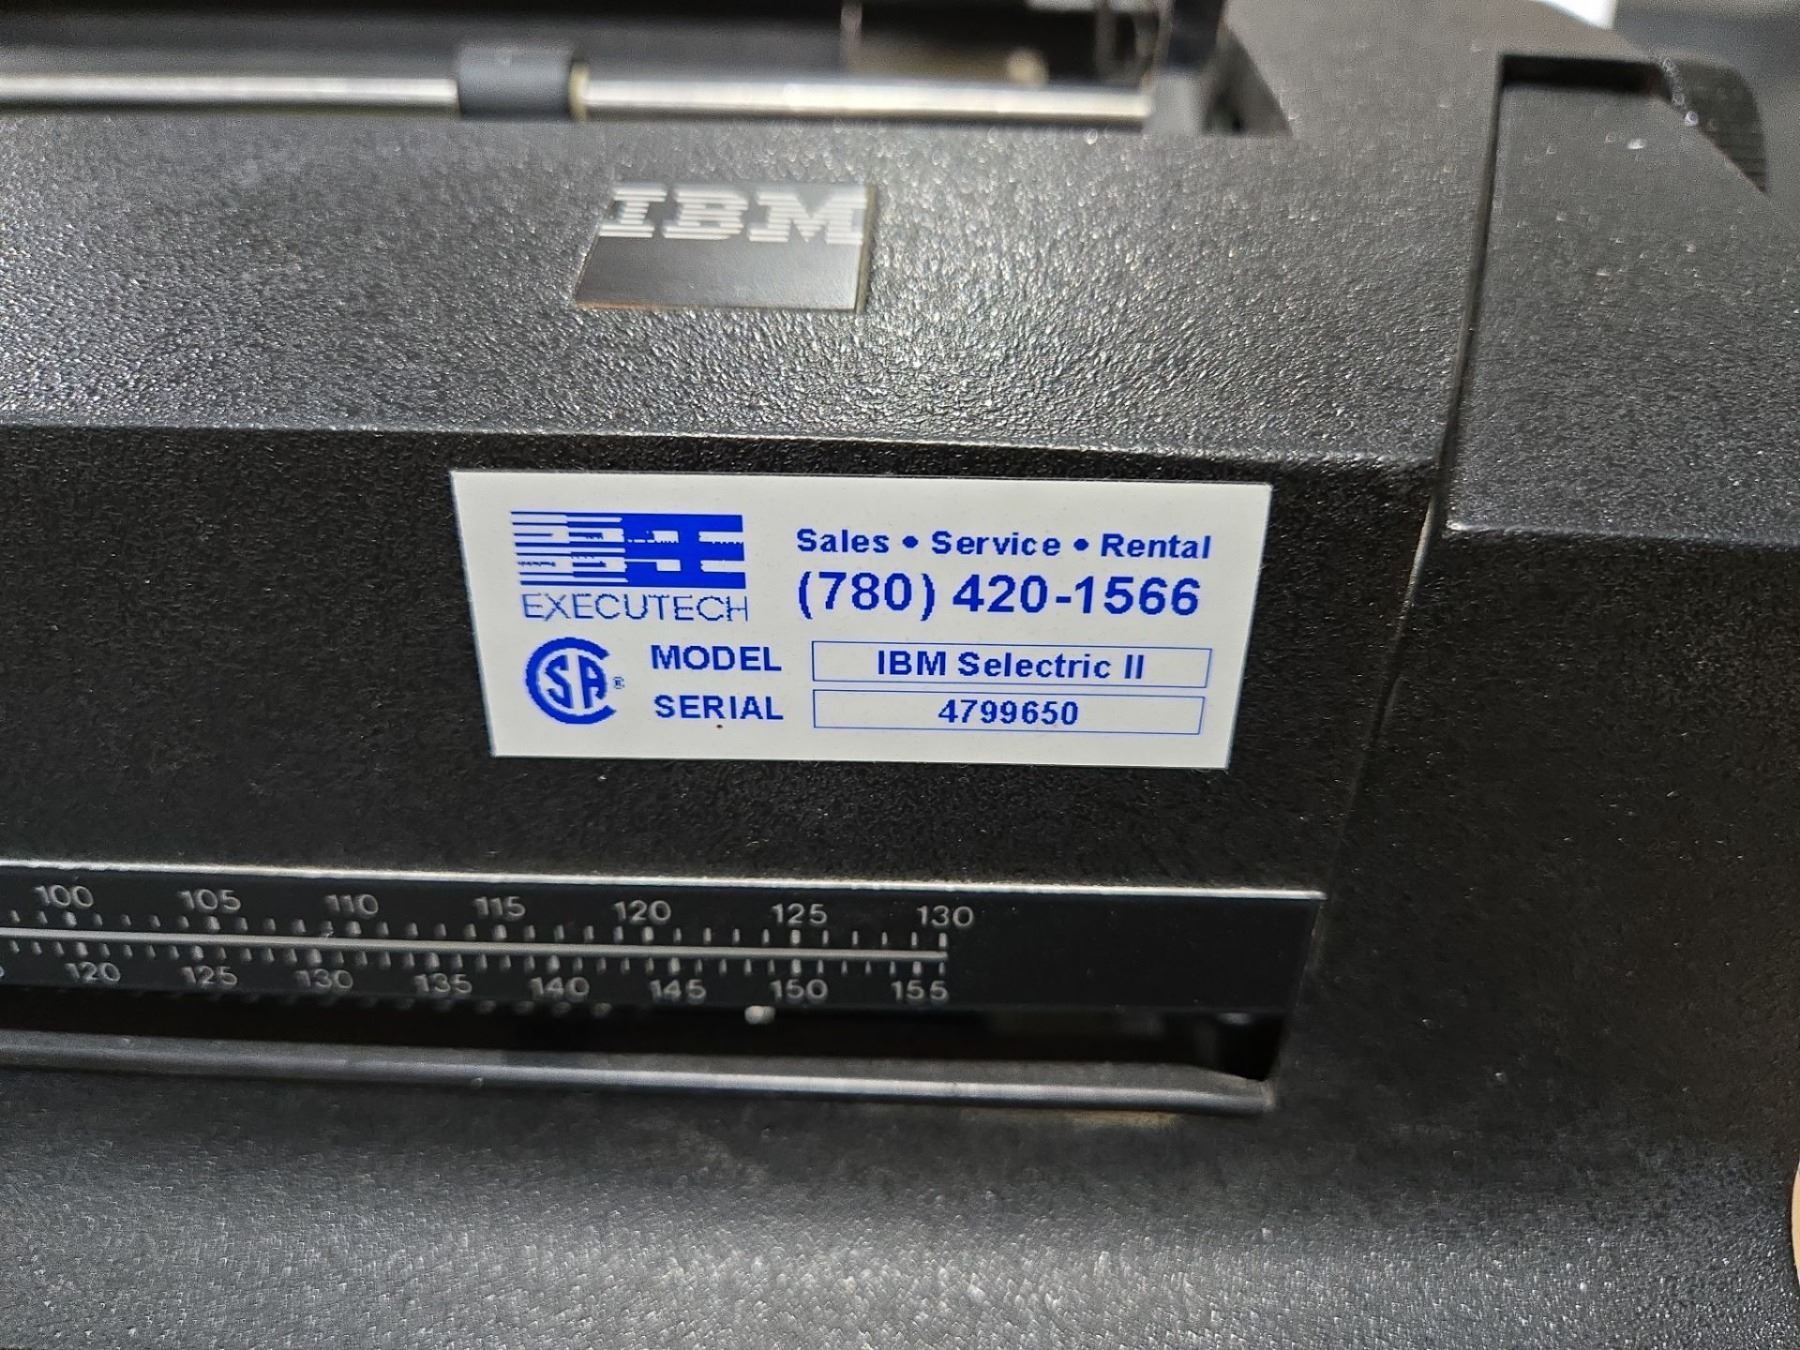 IBM
EXECUTECH
Sales • Service • Rental
(780) 420-1566
CSA®
MODEL IBM Selectric II
SERIAL 4799650
100 105 110 115 120 125 130
120 125 130 135 140 145 150 155